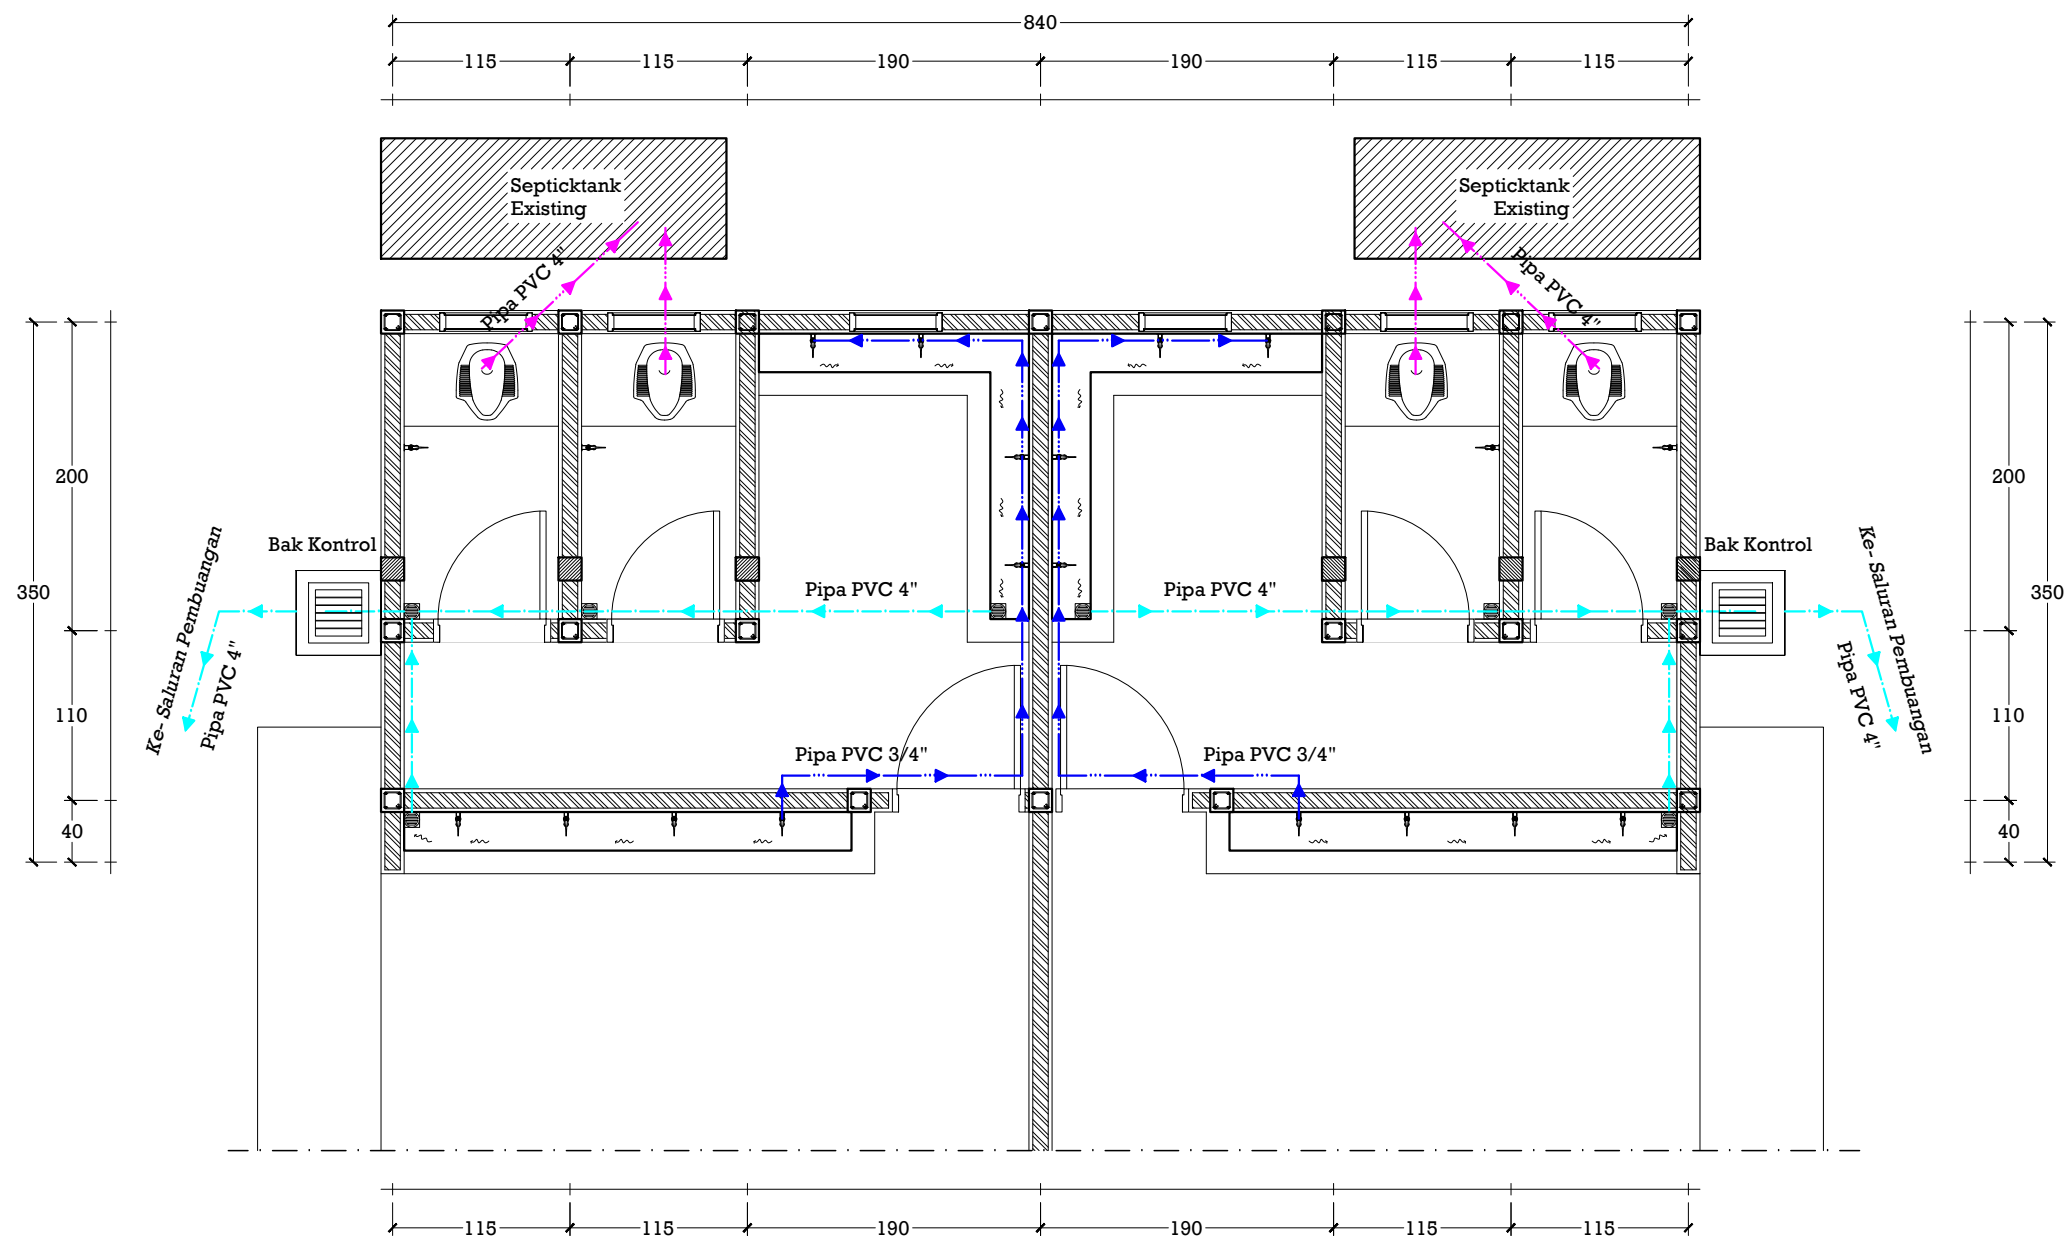 840
115
115
190
190
115
115
Septicktank
Existing
Septicktank
Existing
Pipa PVC 4"
Pipa PVC 4"
200
350
110
40
200
350
110
40
Bak Kontrol
Bak Kontrol
Ke- Saluran Pembuangan
Pipa PVC 4"
Ke- Saluran Pembuangan
Pipa PVC 4"
Pipa PVC 4"
Pipa PVC 4"
Pipa PVC 3/4"
Pipa PVC 3/4"
115
115
190
190
115
115